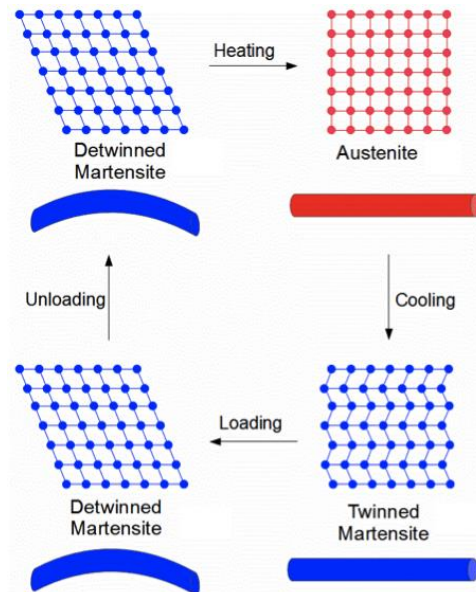 Heating
Detwinned
Martensite
Austenite
Unloading
Cooling
Loading
Detwinned
Martensite
Twinned
Martensite